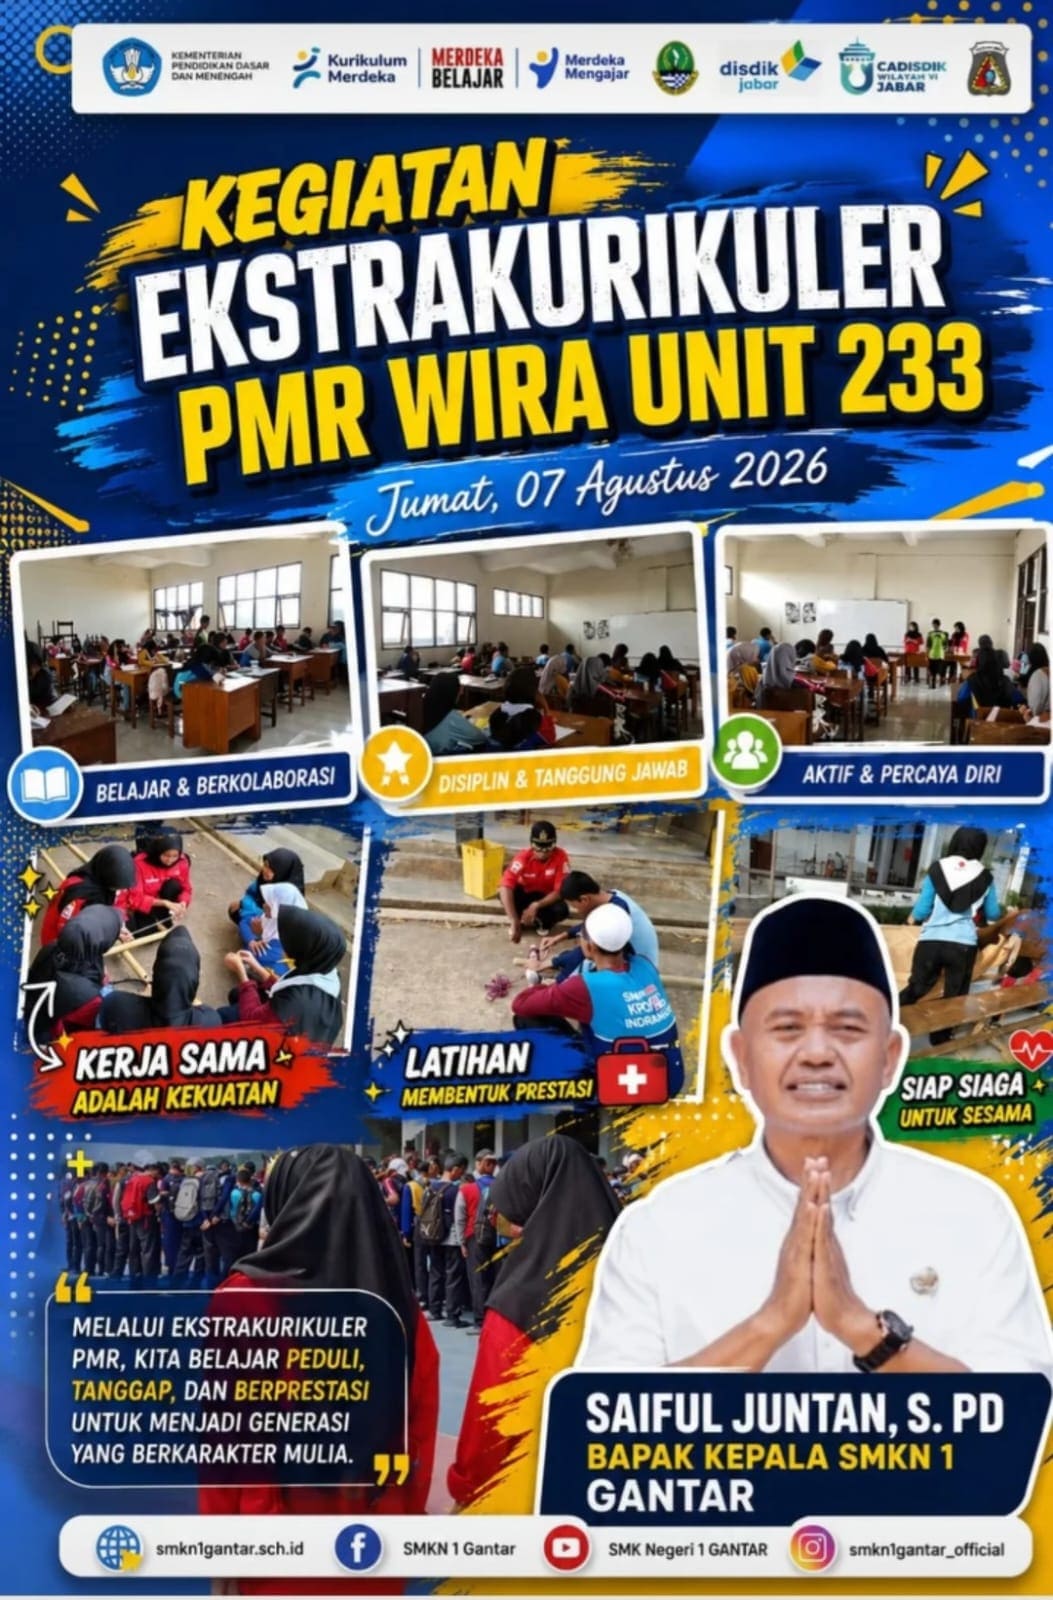 KEMENTERIAN
PENDIDIKAN DASAR
DAN MENENGAH
Kurikulum
Merdeka
MERDEKA
BELAJAR
Merdeka
Mengajar
disdik
jabar
CADISDIK
WILAYAH VI
JABAR
KEGIATAN
EKSTRAKURIKULER
PMR WIRA UNIT 233
Jumat, 07 Agustus 2026
BELAJAR & BERKOLABORASI
DISIPLIN & TANGGUNG JAWAB
AKTIF & PERCAYA DIRI
KERJA SAMA
ADALAH KEKUATAN
LATIHAN
MEMBENTUK PRESTASI
SIAP SIAGA
UNTUK SESAMA
“
MELALUI EKSTRAKURIKULER
PMR, KITA BELAJAR PEDULI,
TANGGAP, DAN BERPRESTASI
UNTUK MENJADI GENERASI
YANG BERKARAKTER MULIA.
”
SAIFUL JUNTAN, S. PD
BAPAK KEPALA SMKN 1
GANTAR
smkn1gantar.sch.id
SMKN 1 Gantar
SMK Negeri 1 GANTAR
smkn1gantar_official